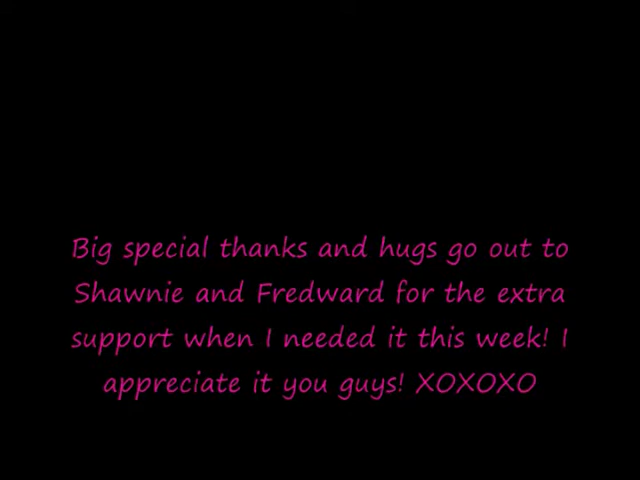 Big special thanks and hugs go out to
Shawnie and Fredward for the extra
support when I needed it this week! I
appreciate it you guys! XOXOXO